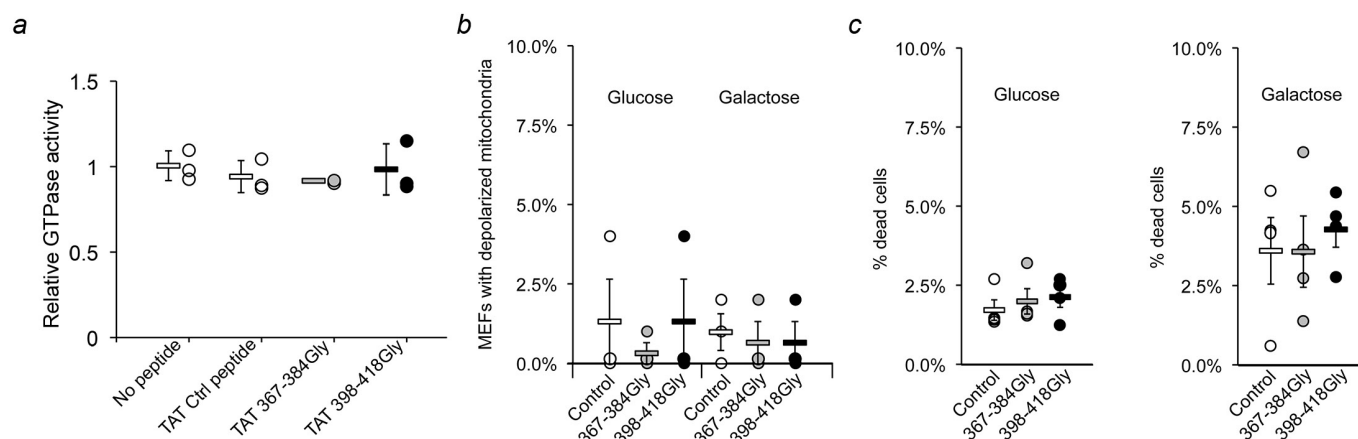 a
Relative GTPase activity
1.5
1
0.5
0
No peptide
TAT Ctrl peptide
TAT 367-384Gly
TAT 398-418Gly
b
MEFs with depolarized mitochondria
10.0%
7.5%
5.0%
2.5%
0.0%
Glucose
Galactose
Control
367-384Gly
398-418Gly
Control
367-384Gly
398-418Gly
c
% dead cells
10.0%
7.5%
5.0%
2.5%
0.0%
Glucose
Control
367-384Gly
398-418Gly
% dead cells
10.0%
7.5%
5.0%
2.5%
0.0%
Galactose
Control
367-384Gly
398-418Gly